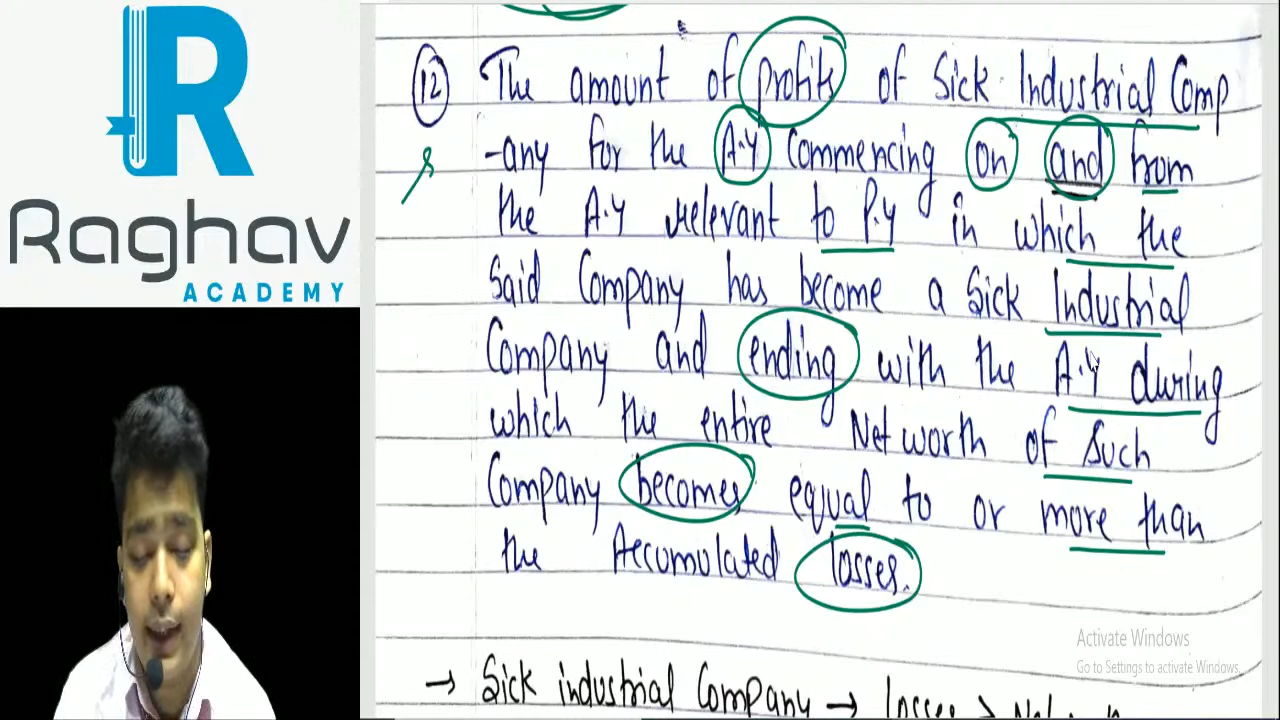 R
Raghav
ACADEMY
12 The amount of profits of Sick Industrial Comp
-any for the A.Y Commencing on and from
the A.Y relevant to P.Y in which the
said Company has become a Sick Industrial
Company and ending with the A.Y during
which the entire Networth of such
Company becomes equal to or more than
the Accumulated losses.
→ Sick industrial Company → losses >
Activate Windows
Go to Settings to activate Windows.